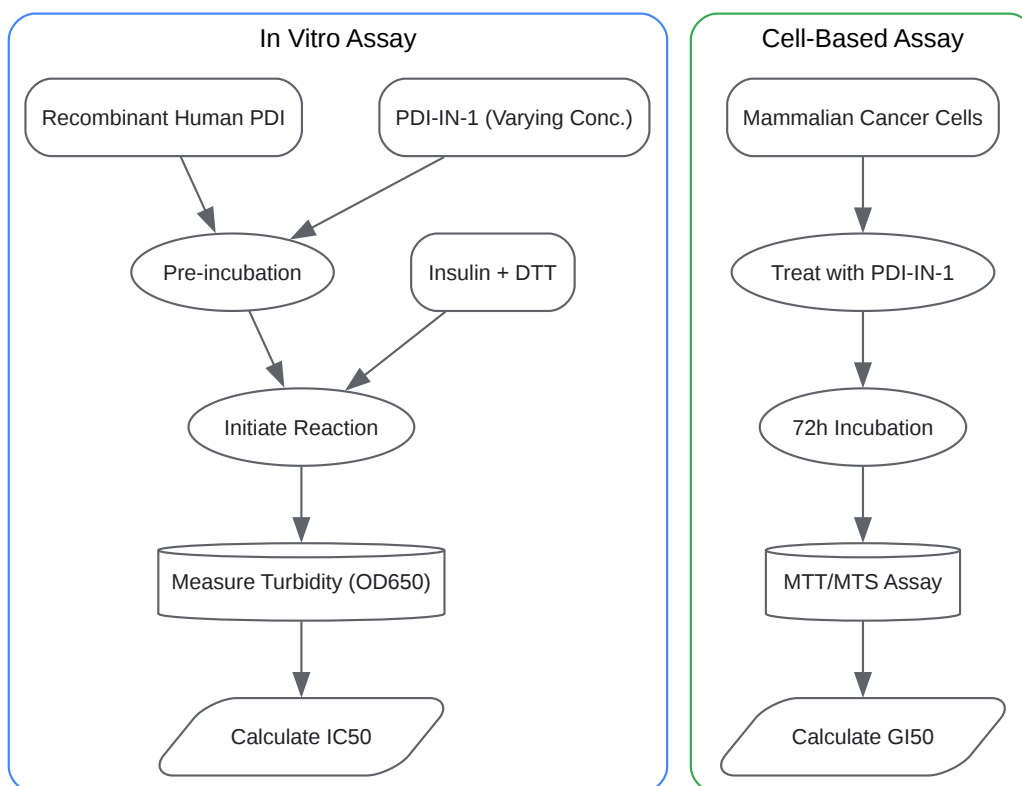 In Vitro Assay
Recombinant Human PDI
PDI-IN-1 (Varying Conc.)
Pre-incubation
Insulin + DTT
Initiate Reaction
Measure Turbidity (OD650)
Calculate IC50
Cell-Based Assay
Mammalian Cancer Cells
Treat with PDI-IN-1
72h Incubation
MTT/MTS Assay
Calculate GI50